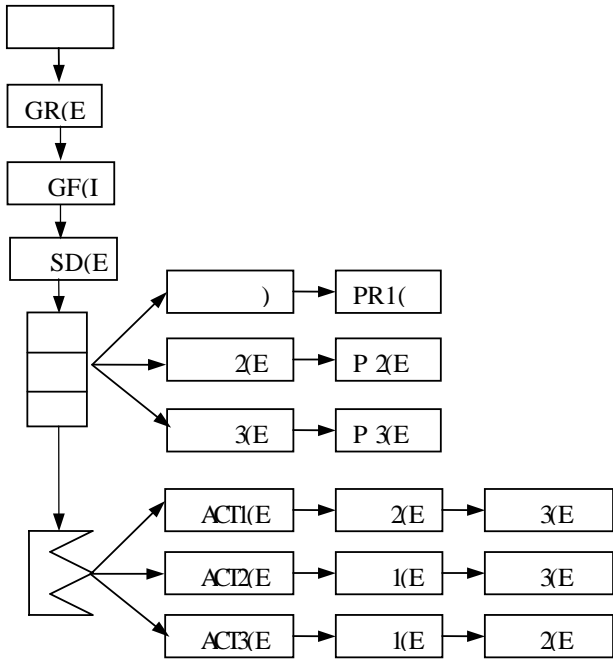 GR(E
GF(I
SD(E
) PR1(
2(E P 2(E
3(E P 3(E
ACT1(E 2(E 3(E
ACT2(E 1(E 3(E
ACT3(E 1(E 2(E